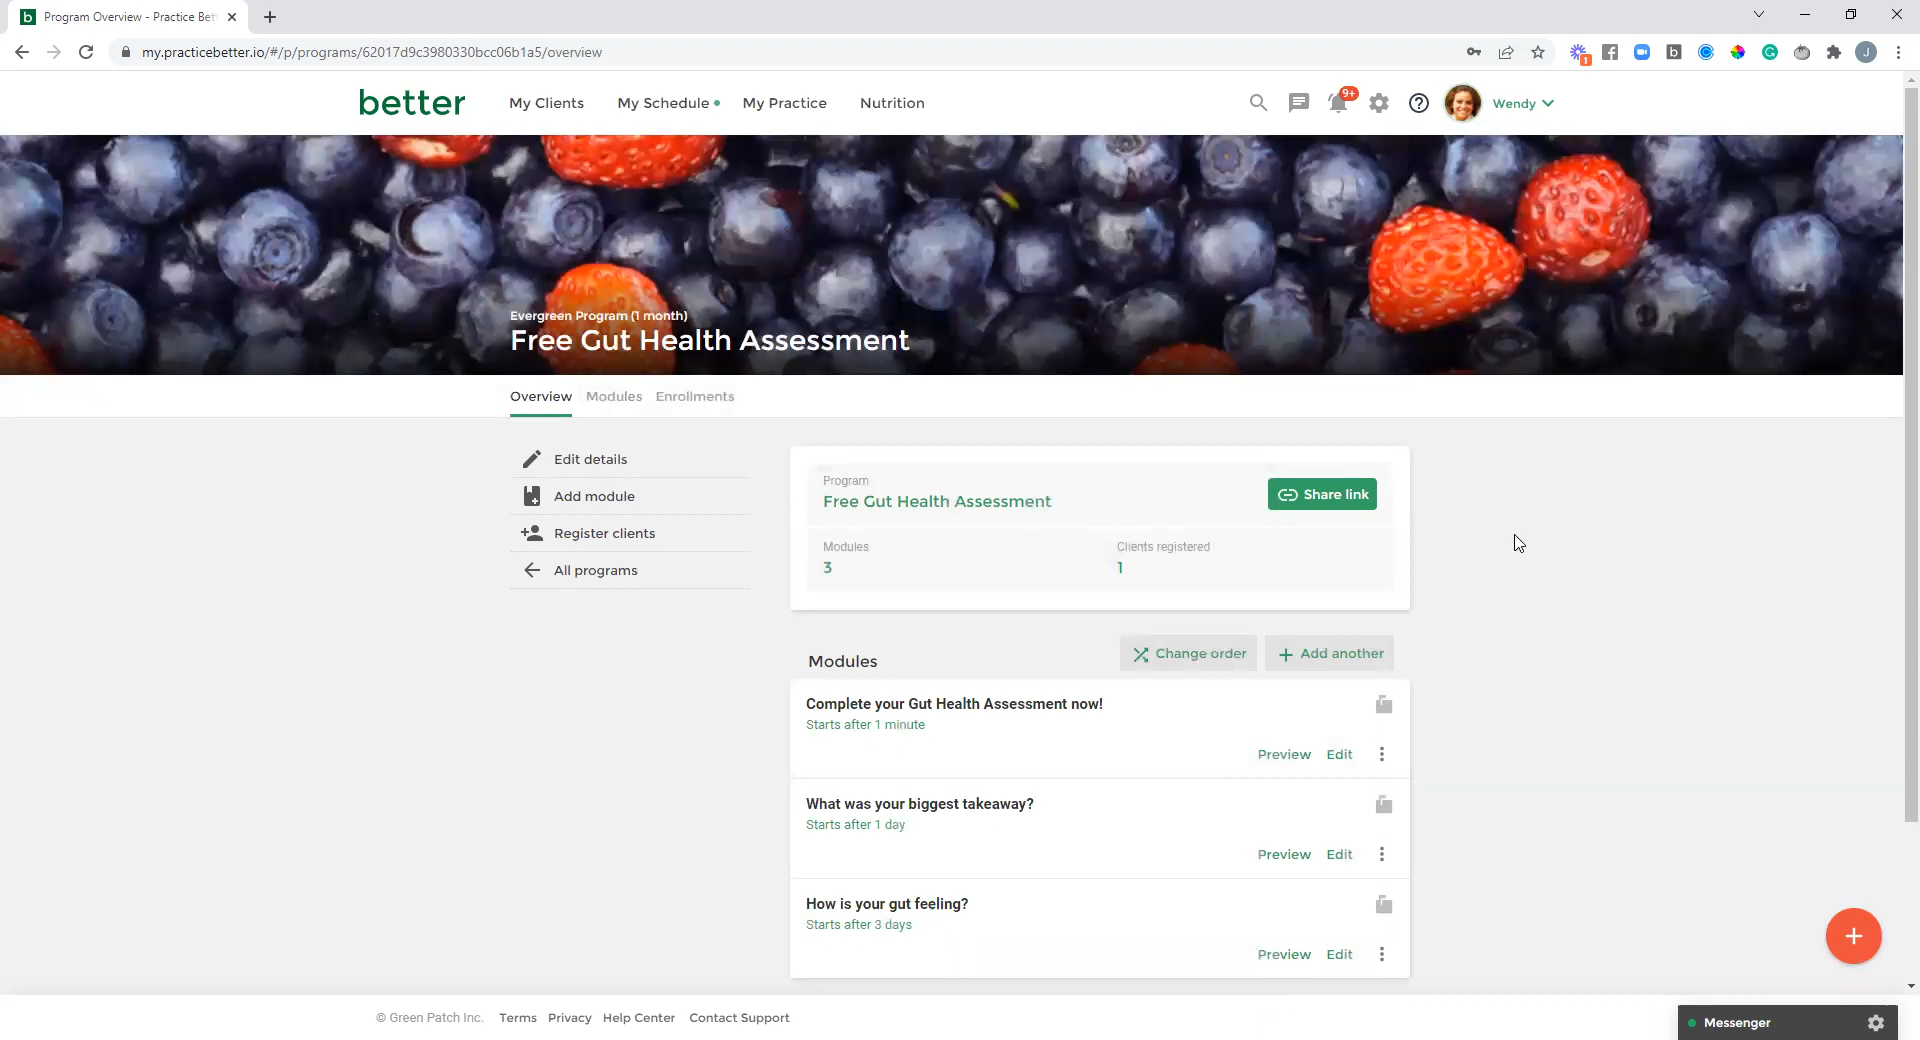 Program Overview - Practice Bet
my.practicebetter.io/#/p/programs/62017d9c3980330bcc06b1a5/overview
1
J
better
My Clients
My Schedule
My Practice
Nutrition
9+
Wendy
Evergreen Program (1 month)
Free Gut Health Assessment
Overview
Modules
Enrollments
Edit details
Add module
Register clients
All programs
Program
Free Gut Health Assessment
Share link
Modules
3
Clients registered
1
Modules
Change order
Add another
Complete your Gut Health Assessment now!
Starts after 1 minute
Preview
Edit
What was your biggest takeaway?
Starts after 1 day
Preview
Edit
How is your gut feeling?
Starts after 3 days
Preview
Edit
© Green Patch Inc.
Terms
Privacy
Help Center
Contact Support
Messenger